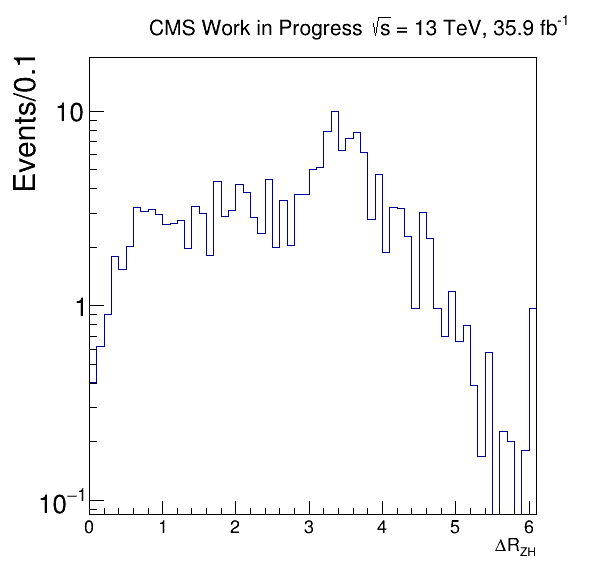 CMS Work in Progress √s = 13 TeV, 35.9 fb⁻¹
Events/0.1
10
1
10⁻¹
0 1 2 3 4 5 6
ΔR_ZH